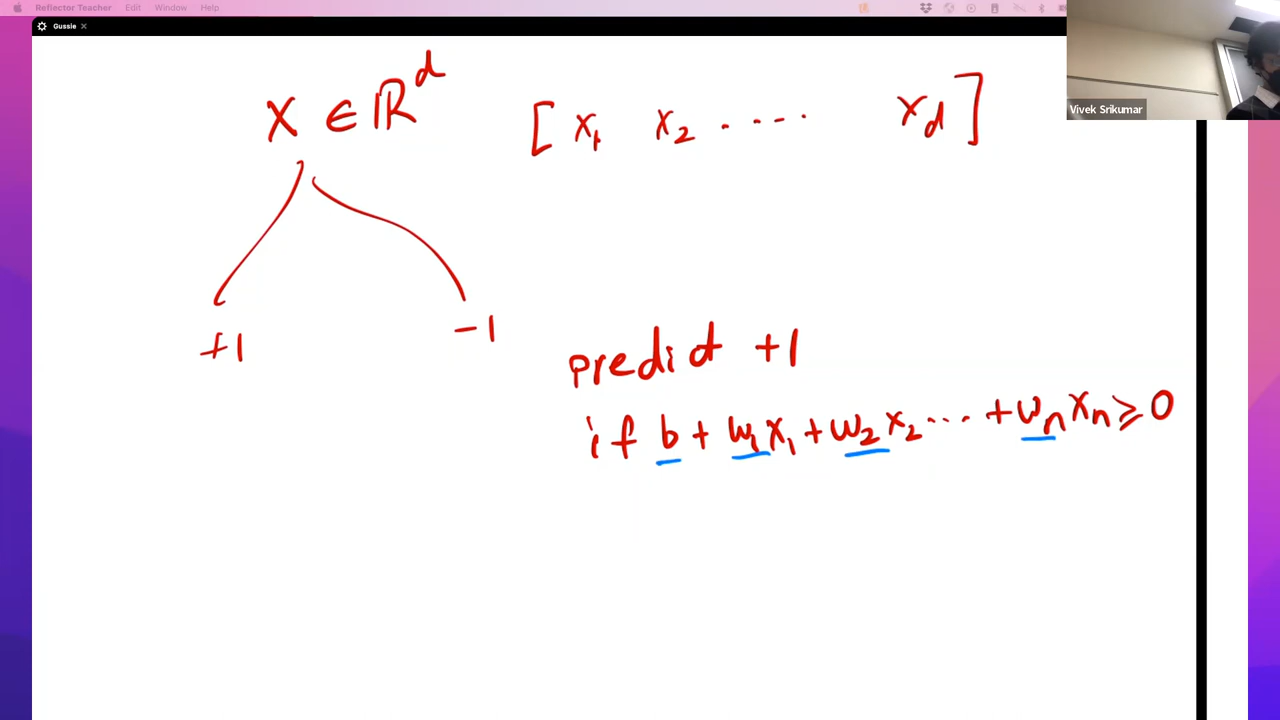 Reflector Teacher Edit Window Help
Gussie
Vivek Srikumar
X ∈ ℝᵈ [x₁ x₂ ..... x_d]
+1 -1
predict +1
if b + w₁x₁ + w₂x₂ ... + wₙxₙ ⩾ 0